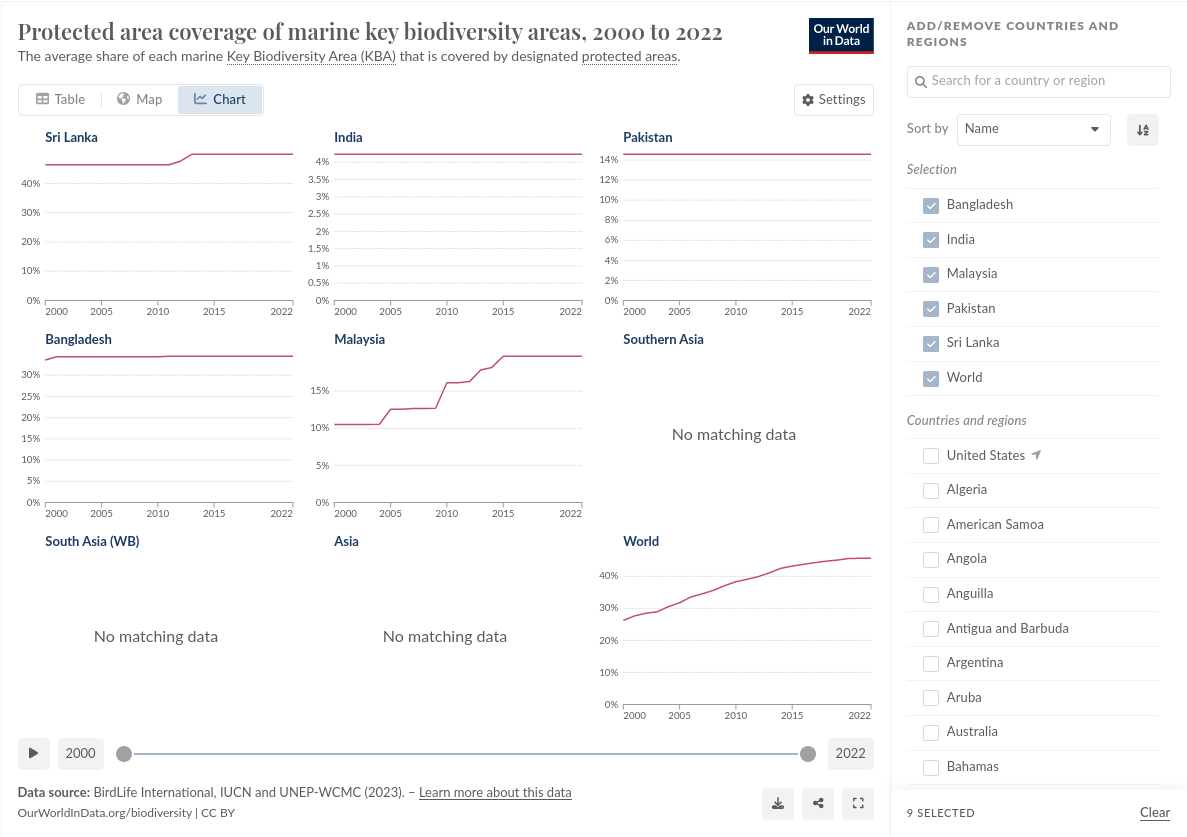 Protected area coverage of marine key biodiversity areas, 2000 to 2022
The average share of each marine Key Biodiversity Area (KBA) that is covered by designated protected areas.
Our World
in Data
Table
Map
Chart
Settings
Sri Lanka
40%
30%
20%
10%
0%
2000 2005 2010 2015 2022
India
4%
3.5%
3%
2.5%
2%
1.5%
1%
0.5%
0%
2000 2005 2010 2015 2022
Pakistan
14%
12%
10%
8%
6%
4%
2%
0%
2000 2005 2010 2015 2022
Bangladesh
30%
25%
20%
15%
10%
5%
0%
2000 2005 2010 2015 2022
Malaysia
15%
10%
5%
0%
2000 2005 2010 2015 2022
Southern Asia
No matching data
South Asia (WB)
No matching data
Asia
No matching data
World
40%
30%
20%
10%
0%
2000 2005 2010 2015 2022
2000
2022
Data source: BirdLife International, IUCN and UNEP-WCMC (2023). – Learn more about this data
OurWorldInData.org/biodiversity | CC BY
ADD/REMOVE COUNTRIES AND
REGIONS
Search for a country or region
Sort by Name
Selection
Bangladesh
India
Malaysia
Pakistan
Sri Lanka
World
Countries and regions
United States
Algeria
American Samoa
Angola
Anguilla
Antigua and Barbuda
Argentina
Aruba
Australia
Bahamas
9 SELECTED
Clear